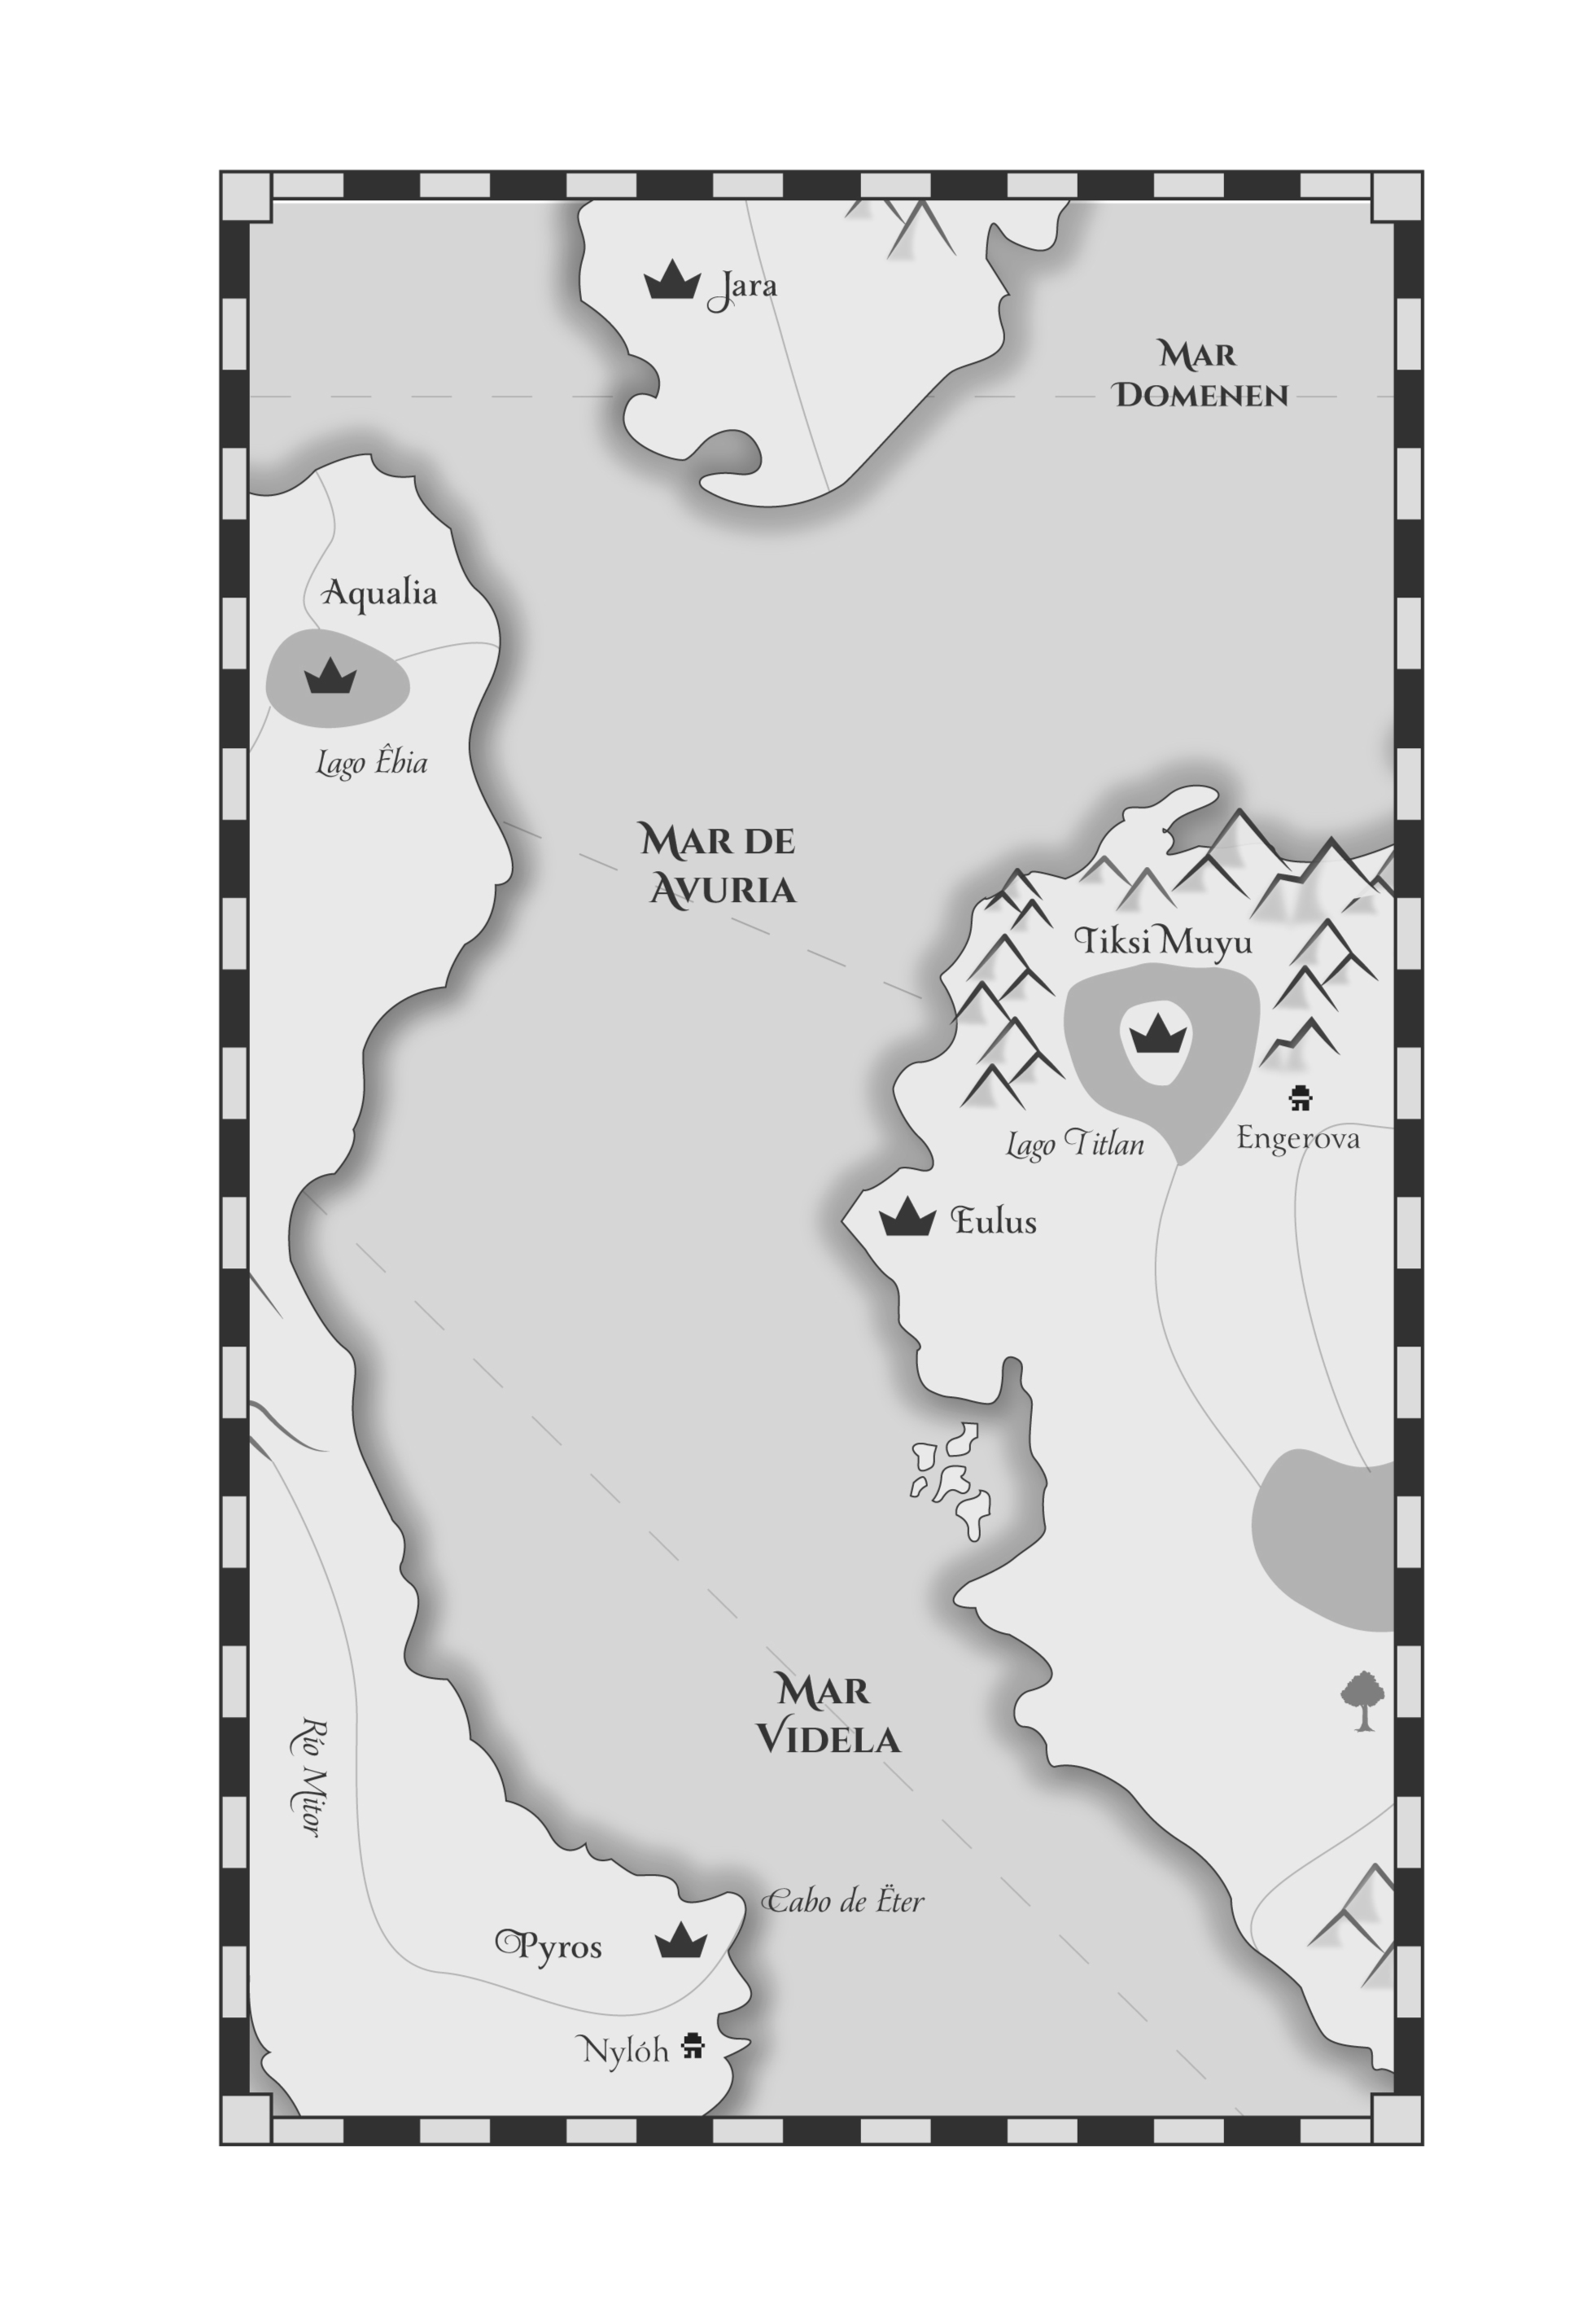 Jara
MAR
DOMENEN
Aqualia
Lago Êbia
MAR DE
AVURIA
Tiksi Muyu
Lago Titlan
Engerova
Eulus
MAR
VIDELA
Río Mitor
Cabo de Ëter
Pyros
Nylóh